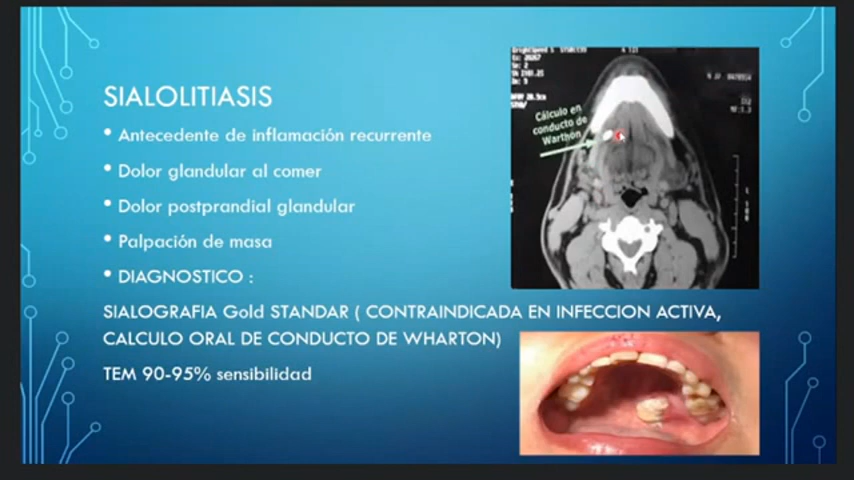 SIALOLITIASIS
• Antecedente de inflamación recurrente
• Dolor glandular al comer
• Dolor postprandial glandular
• Palpación de masa
• DIAGNOSTICO :
SIALOGRAFIA Gold STANDAR ( CONTRAINDICADA EN INFECCION ACTIVA,
CALCULO ORAL DE CONDUCTO DE WHARTON)
TEM 90-95% sensibilidad
Cálculo en
conducto de
Warthon